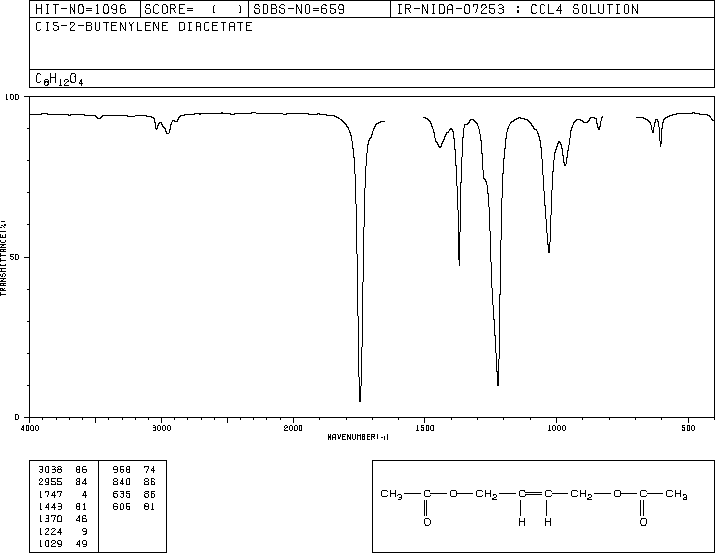 HIT-NO=1096 SCORE= ( ) SDBS-NO=659 IR-NIDA-07253 : CCL4 SOLUTION
CIS-2-BUTENYLENE DIACETATE
C8H12O4
100
50
0
TRANSMITTANCE(%)
4000 3000 2000 1500 1000 500
WAVENUMBER(-1)
3038 86 968 74
2955 84 840 86
1747 4 635 86
1443 81 606 81
1370 46
1224 9
1029 49
CH3 C O CH2 C C CH2 O C CH3
O H H O